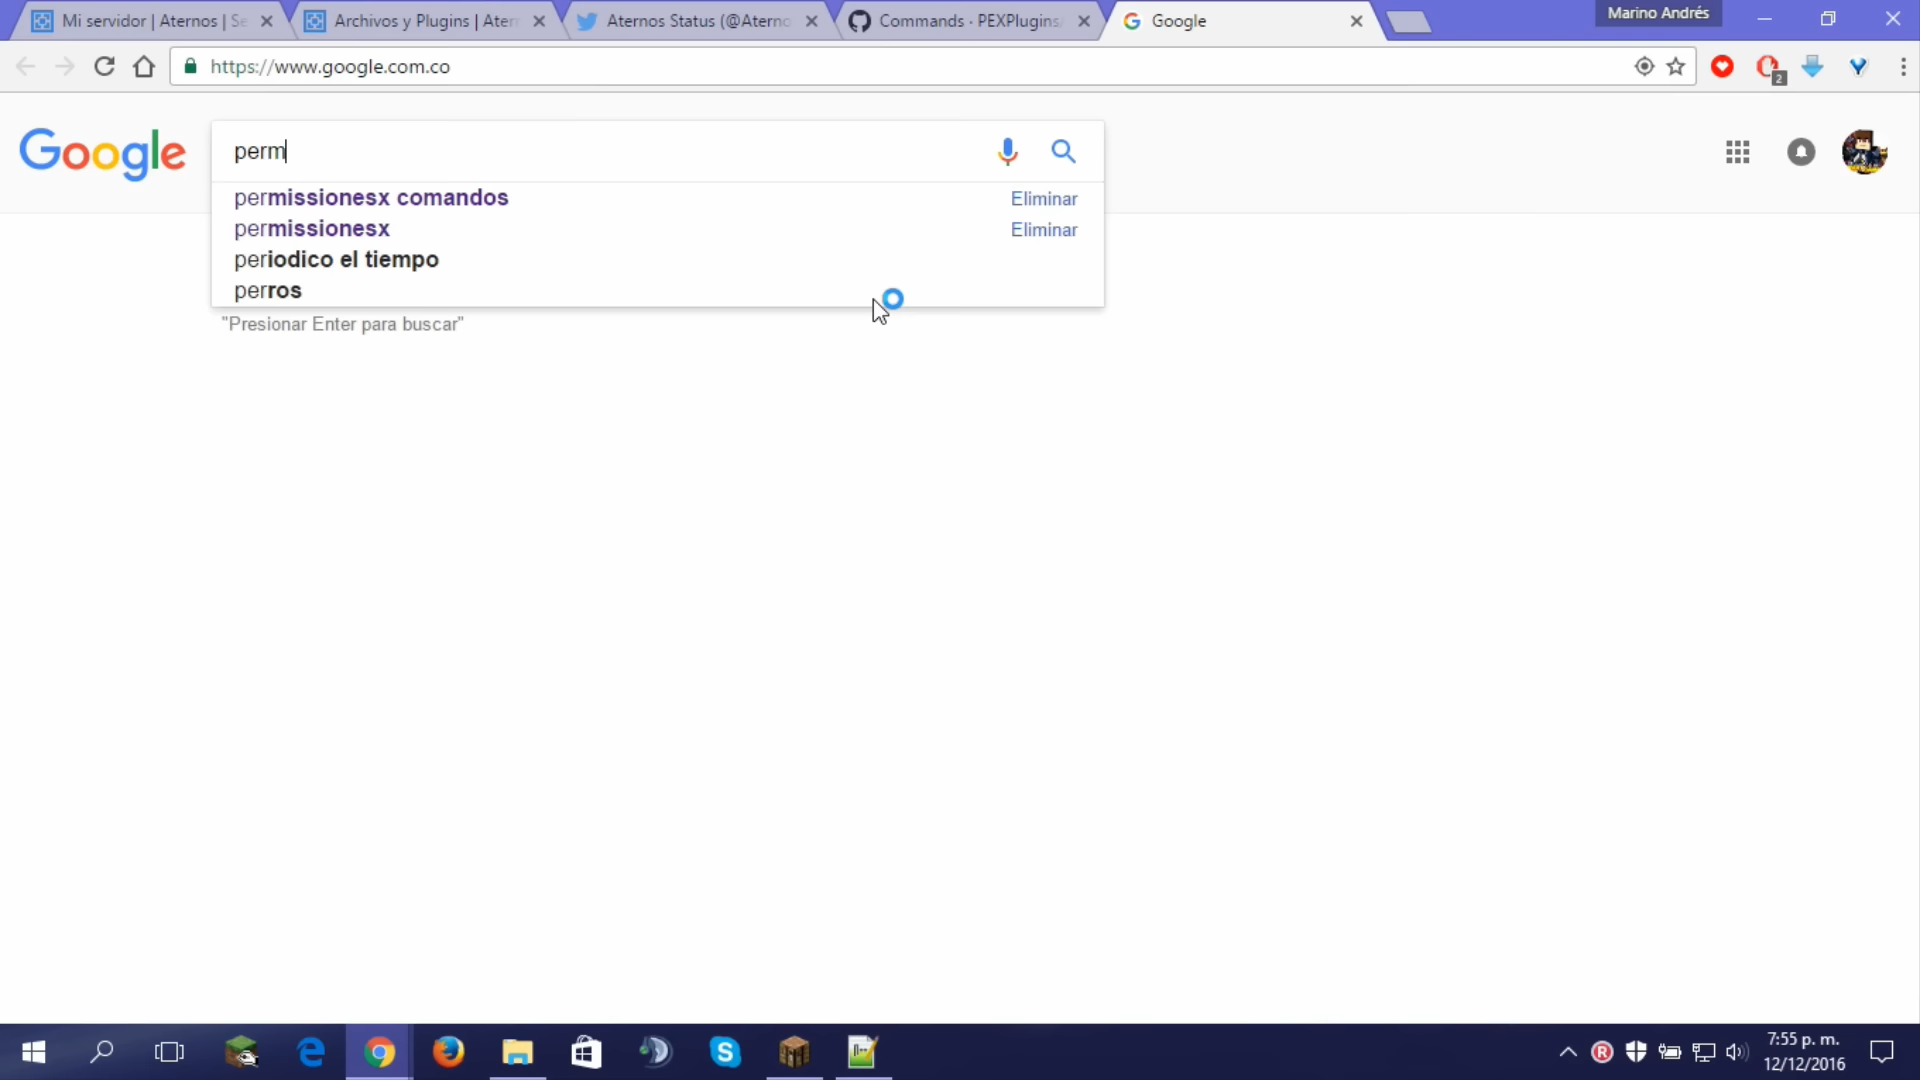 Mi servidor | Aternos | Se
Archivos y Plugins | Atern
Aternos Status (@Aterno
Commands · PEXPlugins/
Google
Marino Andrés
https://www.google.com.co
2
Google
perm
permissionesx comandos
Eliminar
permissionesx
Eliminar
periodico el tiempo
perros
"Presionar Enter para buscar"
7:55 p. m.
12/12/2016